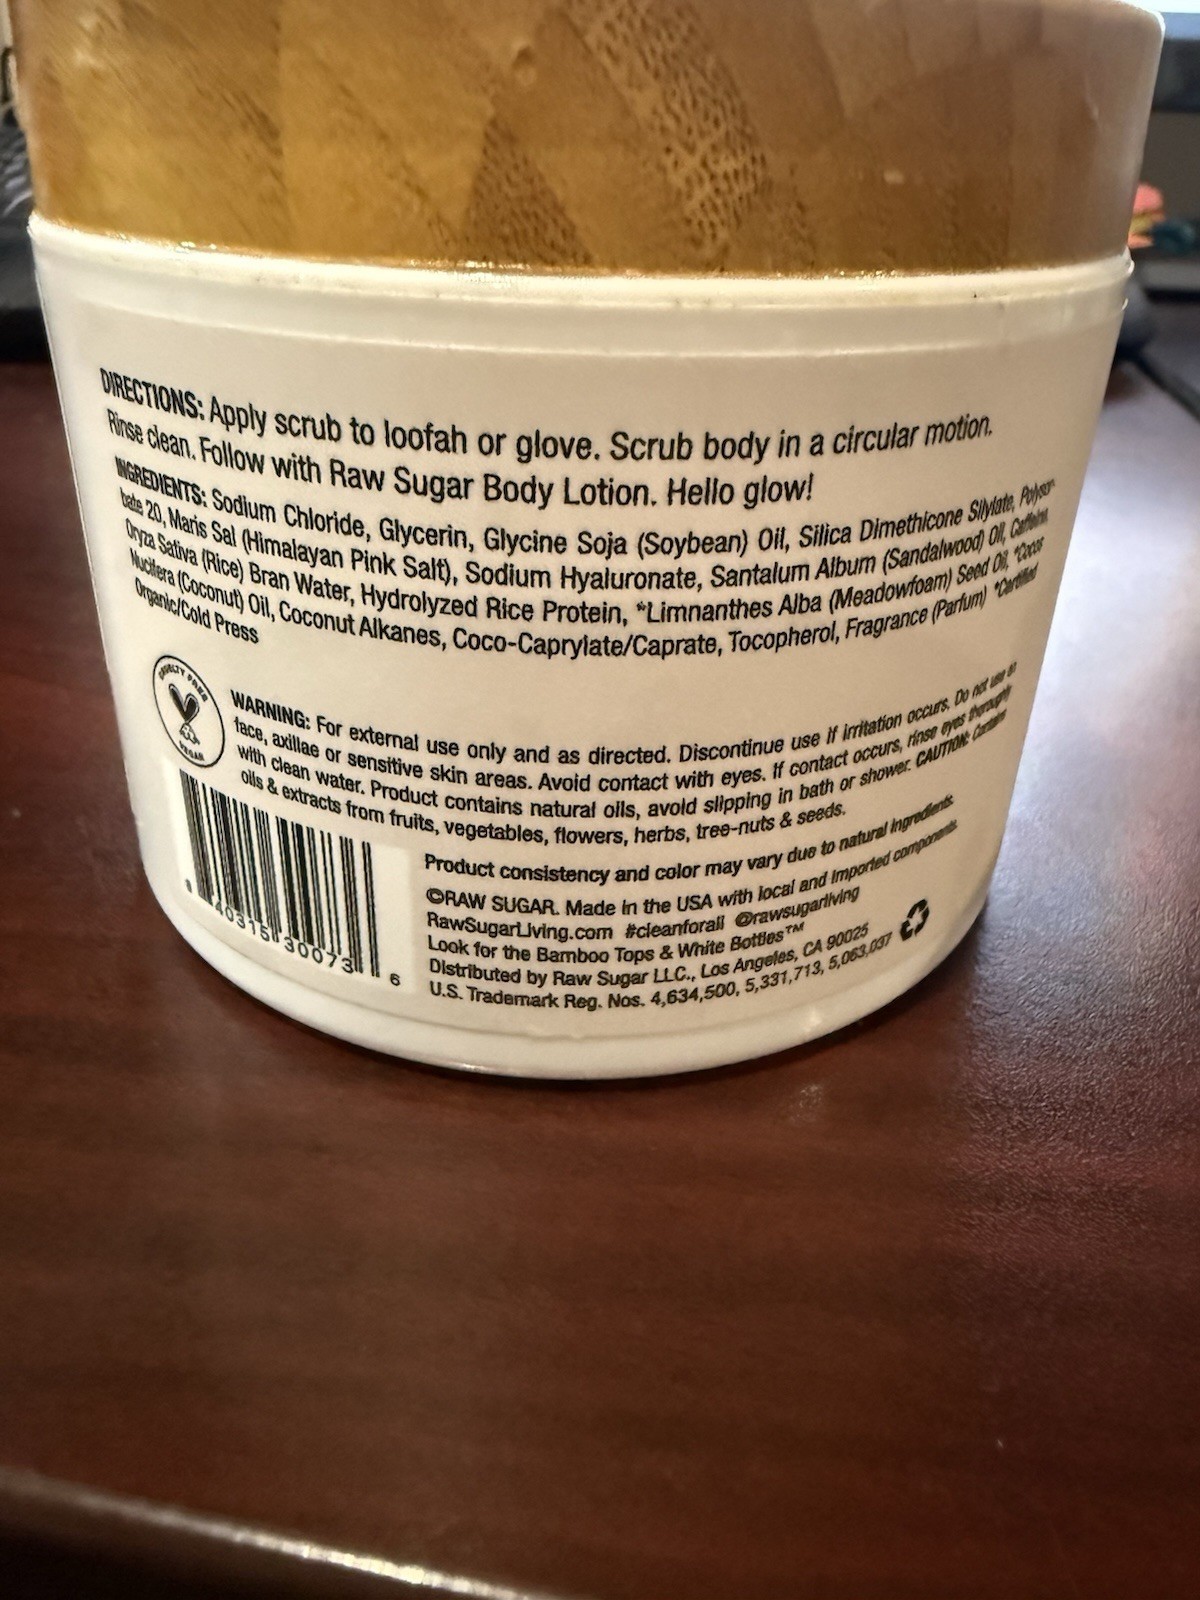 DIRECTIONS: Apply scrub to loofah or glove. Scrub body in a circular motion.
Rinse clean. Follow with Raw Sugar Body Lotion. Hello glow!
INGREDIENTS: Sodium Chloride, Glycerin, Glycine Soja (Soybean) Oil, Silica Dimethicone Silylate, Polysor-
bate 20, Maris Sal (Himalayan Pink Salt), Sodium Hyaluronate, Santalum Album (Sandalwood) Oil, Caffeine,
Oryza Sativa (Rice) Bran Water, Hydrolyzed Rice Protein, *Limnanthes Alba (Meadowfoam) Seed Oil, *Cocos
Nucifera (Coconut) Oil, Coconut Alkanes, Coco-Caprylate/Caprate, Tocopherol, Fragrance (Parfum) *Certified
Organic/Cold Press
CRUELTY FREE
VEGAN
WARNING: For external use only and as directed. Discontinue use if irritation occurs. Do not use on
face, axillae or sensitive skin areas. Avoid contact with eyes. If contact occurs, rinse eyes thoroughly
with clean water. Product contains natural oils, avoid slipping in bath or shower. CAUTION: Contains
oils & extracts from fruits, vegetables, flowers, herbs, tree-nuts & seeds.
Product consistency and color may vary due to natural ingredients.
©RAW SUGAR. Made in the USA with local and imported components.
RawSugarLiving.com #cleanforall @rawsugarliving
Look for the Bamboo Tops & White Bottles™
Distributed by Raw Sugar LLC., Los Angeles, CA 90025
U.S. Trademark Reg. Nos. 4,634,500, 5,331,713, 5,063,037
8 40315 30073 6